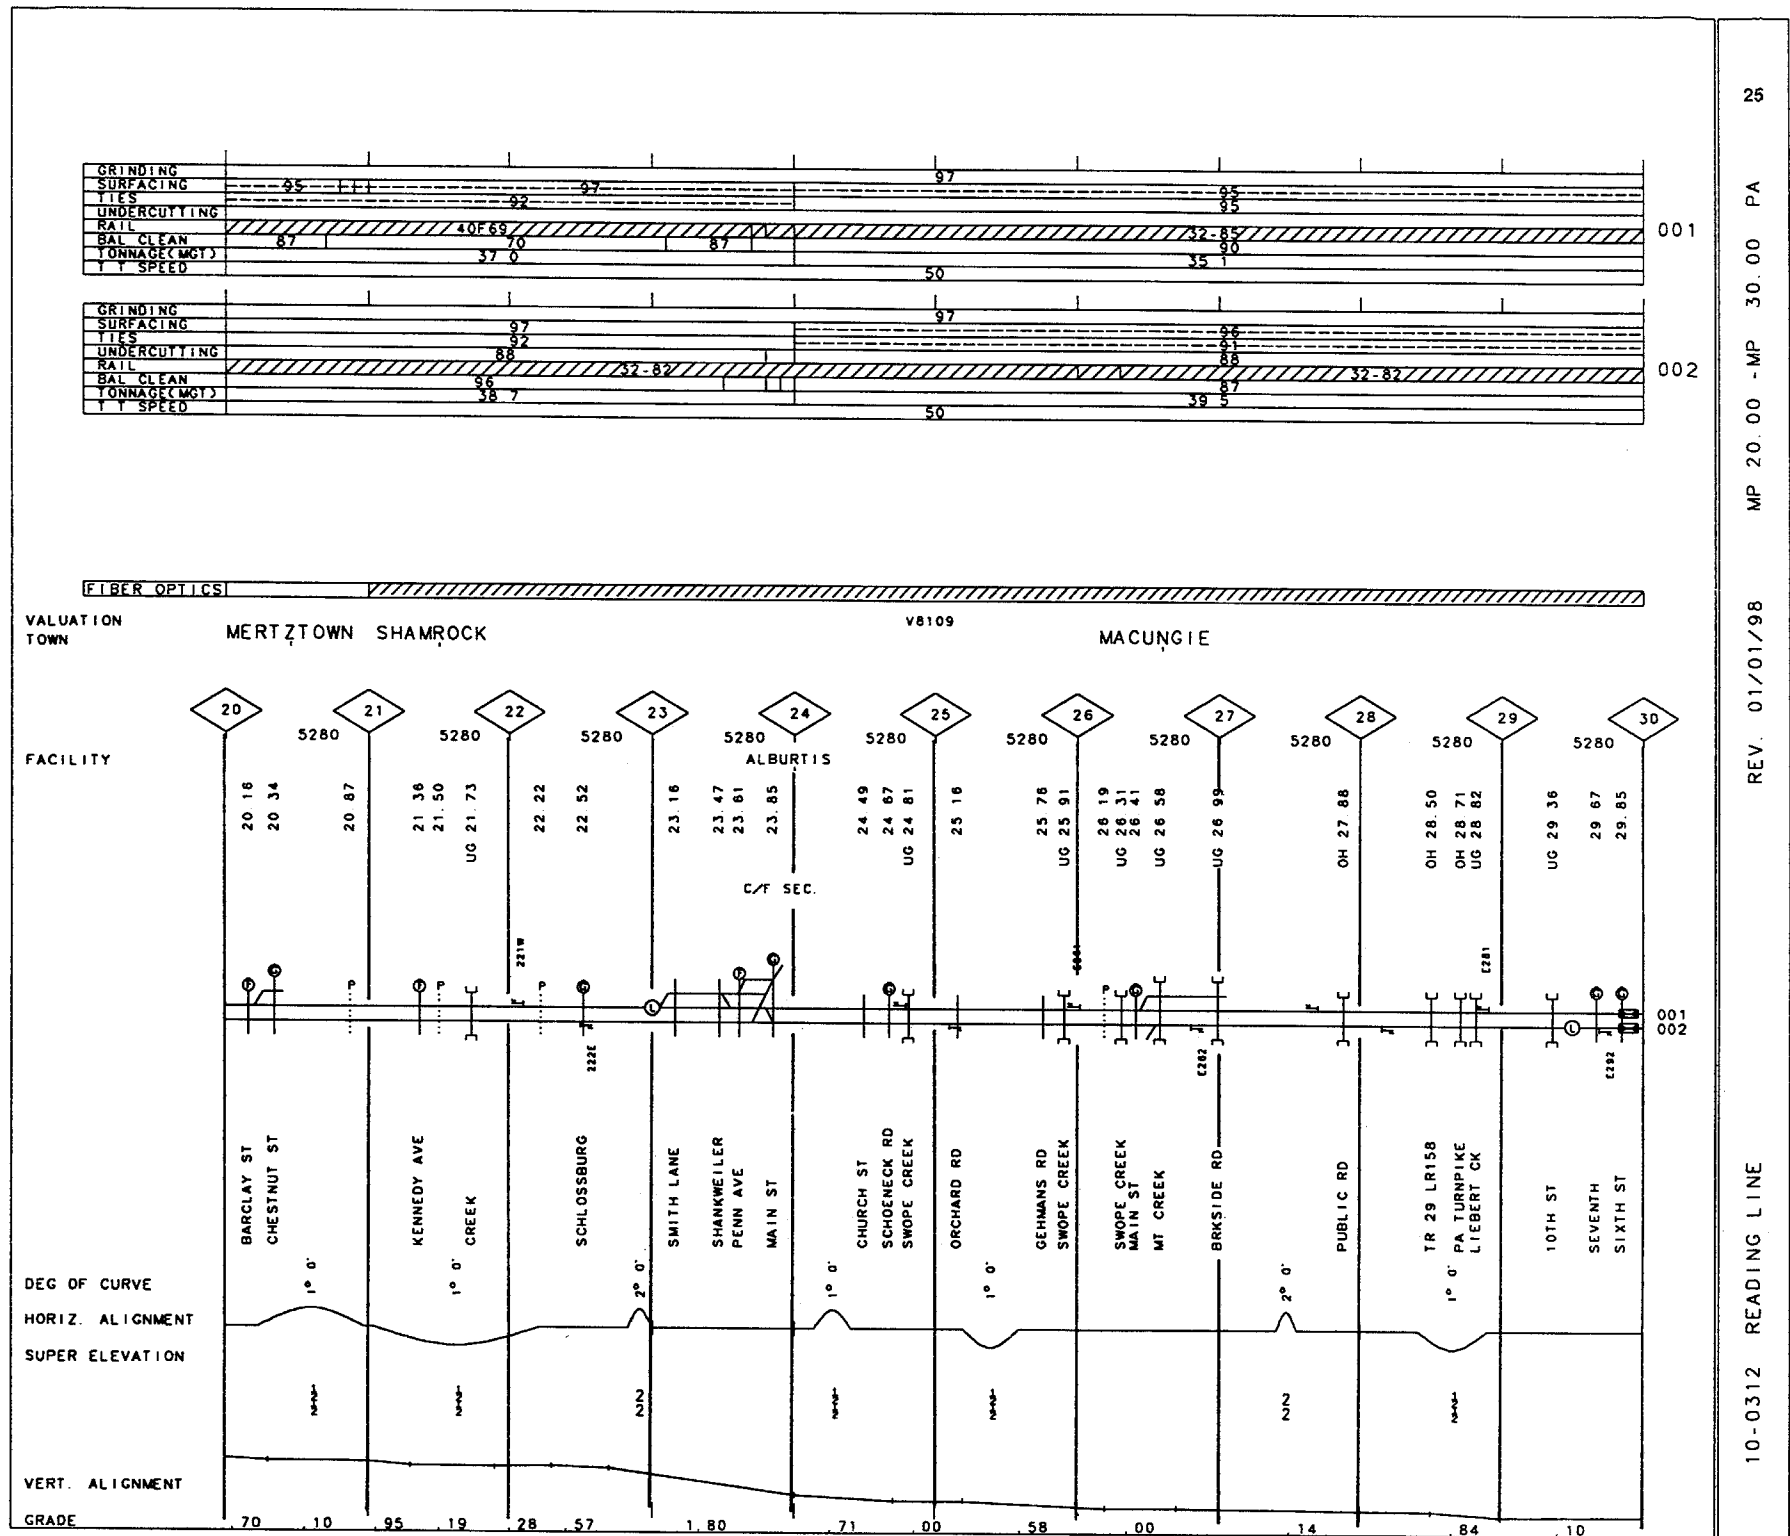 GRINDING 97
SURFACING 95 97 95
TIES 92 95
UNDERCUTTING
RAIL 40F69 32-85
BAL CLEAN 87 70 87 90
TONNAGE(MGT) 37 0 35 1
T T SPEED 50
001
GRINDING 97
SURFACING 97 96
TIES 92 91
UNDERCUTTING 88 88
RAIL 32-82 32-82
BAL CLEAN 96 87
TONNAGE(MGT) 38 7 39 5
T T SPEED 50
002
FIBER OPTICS
VALUATION V8109
TOWN MERTZTOWN SHAMROCK MACUNGIE
20 21 22 23 24 25 26 27 28 29 30
5280 5280 5280 5280 5280 5280 5280 5280 5280 5280
FACILITY ALBURTIS
20 16
20 34
20 87
21 36
21.50
UG 21.73
22.22
22 52
23.16
23.47
23.61
23.85
24 49
24 67
UG 24 81
25 16
25 76
UG 25 91
26 19
UG 26 31
26.41
UG 26 58
UG 26 99
OH 27.88
OH 28.50
OH 28 71
UG 28 82
UG 29 36
29 67
29.85
C/F SEC.
221W
E281
F G P F P P G L F G G P G G G
001
002
L
222E
E262
E292
BARCLAY ST
CHESTNUT ST
KENNEDY AVE
CREEK
SCHLOSSBURG
SMITH LANE
SHANKWEILER
PENN AVE
MAIN ST
CHURCH ST
SCHOENECK RD
SWOPE CREEK
ORCHARD RD
GEHMANS RD
SWOPE CREEK
SWOPE CREEK
MAIN ST
MT CREEK
BRKSIDE RD
PUBLIC RD
TR 29 LR158
PA TURNPIKE
LIEBERT CK
10TH ST
SEVENTH
SIXTH ST
DEG OF CURVE 1° 0' 1° 0' 2° 0' 1° 0' 1° 0' 2° 0' 1° 0'
HORIZ. ALIGNMENT
SUPER ELEVATION
2 2
2 2
VERT. ALIGNMENT
GRADE .70 .10 .95 .19 .28 .57 1.80 .71 .00 .58 .00 .14 .84 .10
10-0312 READING LINE REV. 01/01/98 MP 20.00 -MP 30.00 PA 25